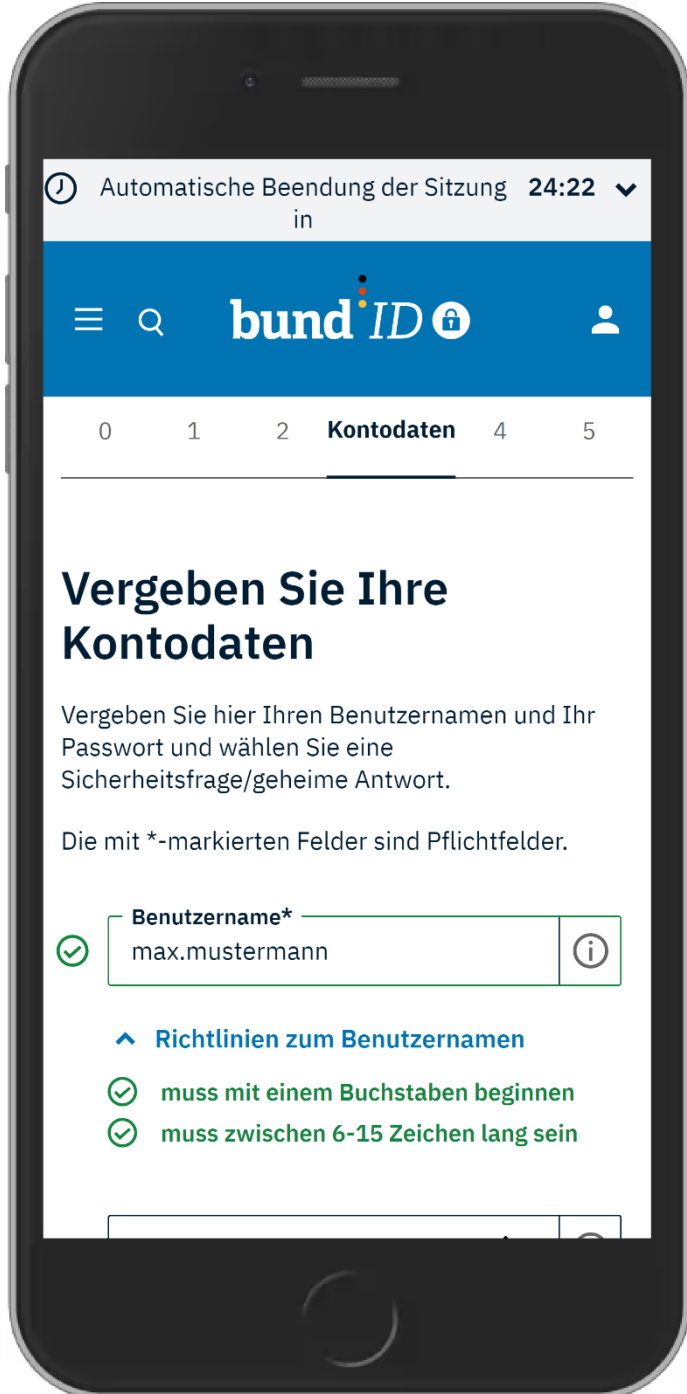 Automatische Beendung der Sitzung 24:22
in
bund ID
0 1 2 Kontodaten 4 5
Vergeben Sie Ihre
Kontodaten
Vergeben Sie hier Ihren Benutzernamen und Ihr
Passwort und wählen Sie eine
Sicherheitsfrage/geheime Antwort.
Die mit *-markierten Felder sind Pflichtfelder.
Benutzername*
max.mustermann
Richtlinien zum Benutzernamen
muss mit einem Buchstaben beginnen
muss zwischen 6-15 Zeichen lang sein